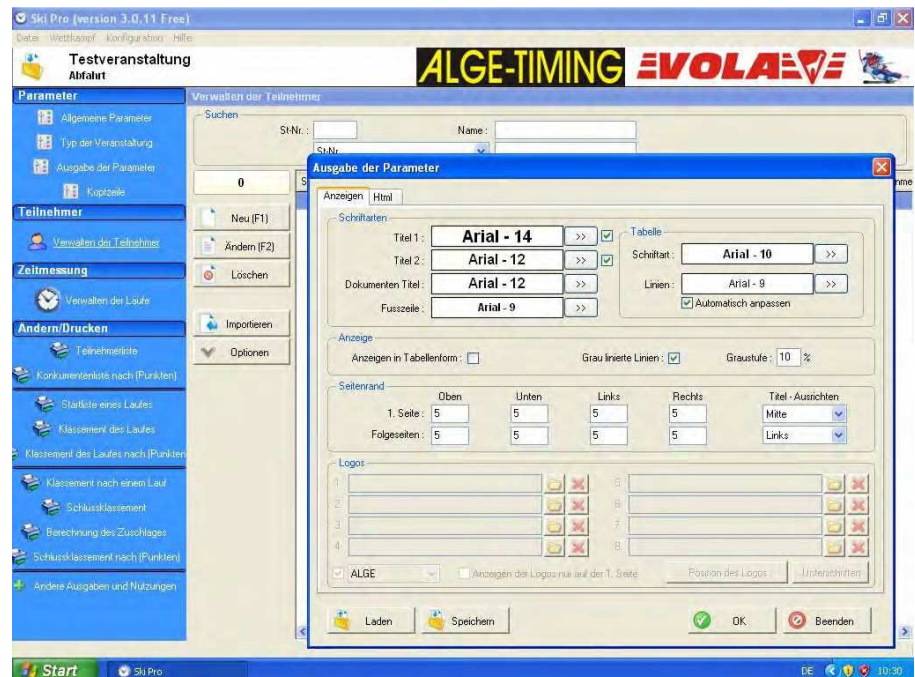 Ski Pro (version 3.0.11 Free)
Datei Wettkampf Konfiguration Hilfe
Testveranstaltung
Abfahrt
ALGE-TIMING
VOLA
Parameter
Allgemeine Parameter
Typ der Veranstaltung
Ausgabe der Parameter
Kopfzeile
Teilnehmer
Verwalten der Teilnehmer
Zeitmessung
Verwalten der Läufe
Ändern/Drucken
Teilnehmerliste
Konkurrentenliste nach (Punkten)
Startliste eines Laufes
Klassement des Laufes
Klassement des Laufes nach (Punkten
Klassement nach einem Lauf
Schlussklassement
Berechnung des Zuschlages
Schlussklassement nach (Punkten)
Andere Ausgaben und Nutzungen
Verwalten der Teilnehmer
Suchen
St-Nr. :
Name :
St-Nr.
0
Neu (F1)
Ändern (F2)
Löschen
Importieren
Optionen
Ausgabe der Parameter
Anzeigen Html
Schriftarten
Titel 1 : Arial - 14 >>
Titel 2 : Arial - 12 >>
Dokumenten Titel : Arial - 12 >>
Fusszeile : Arial - 9 >>
Tabelle
Schriftart : Arial - 10 >>
Linien : Arial - 9 >>
Automatisch anpassen
Anzeige
Anzeigen in Tabellenform :
Grau linierte Linien :
Graustufe : 10 %
Seitenrand
Oben Unten Links Rechts Titel - Ausrichten
1. Seite : 5 5 5 5 Mitte
Folgeseiten : 5 5 5 5 Links
Logos
1 5
2 6
3 7
4 8
ALGE
Anzeigen der Logos nur auf der 1. Seite
Position des Logos
Unterschriften
Laden
Speichern
OK
Beenden
Start
Ski Pro
DE
10:30